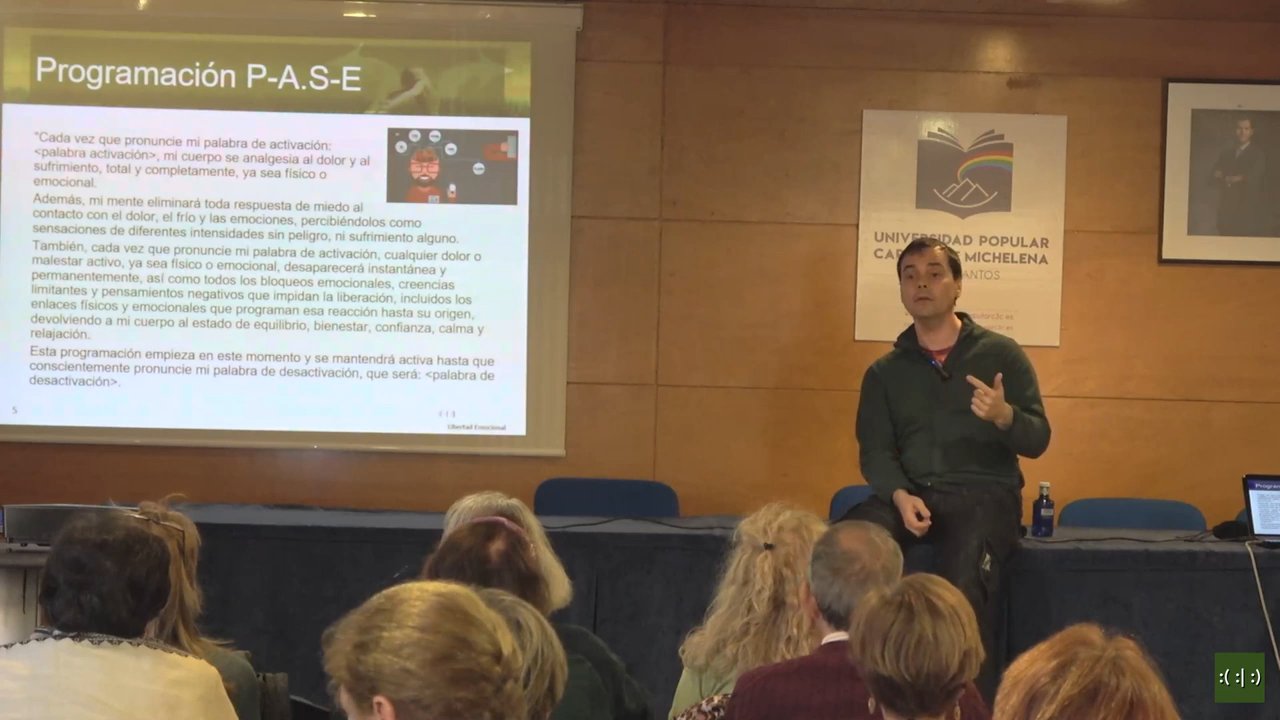 Programación P-A.S-E
"Cada vez que pronuncie mi palabra de activación:
<palabra activación>, mi cuerpo se analgesia al dolor y al
sufrimiento, total y completamente, ya sea físico o
emocional.
Además, mi mente eliminará toda respuesta de miedo al
contacto con el dolor, el frío y las emociones, percibiéndolos como
sensaciones de diferentes intensidades sin peligro, ni sufrimiento alguno.
También, cada vez que pronuncie mi palabra de activación, cualquier dolor o
malestar activo, ya sea físico o emocional, desaparecerá instantánea y
permanentemente, así como todos los bloqueos emocionales, creencias
limitantes y pensamientos negativos que impidan la liberación, incluidos los
enlaces físicos y emocionales que programan esa reacción hasta su origen,
devolviendo a mi cuerpo al estado de equilibrio, bienestar, confianza, calma y
relajación.
Esta programación empieza en este momento y se mantendrá activa hasta que
conscientemente pronuncie mi palabra de desactivación, que será: <palabra de
desactivación>.
5
Libertad Emocional
UNIVERSIDAD POPULAR
MICHELENA
:( :| :)